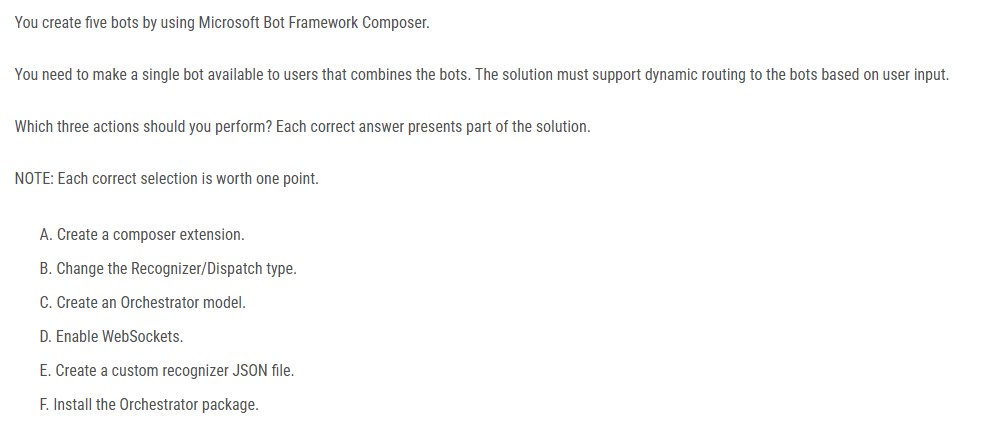 You create five bots by using Microsoft Bot Framework Composer.
You need to make a single bot available to users that combines the bots. The solution must support dynamic routing to the bots based on user input.
Which three actions should you perform? Each correct answer presents part of the solution.
NOTE: Each correct selection is worth one point.
A. Create a composer extension.
B. Change the Recognizer/Dispatch type.
C. Create an Orchestrator model.
D. Enable WebSockets.
E. Create a custom recognizer JSON file.
F. Install the Orchestrator package.